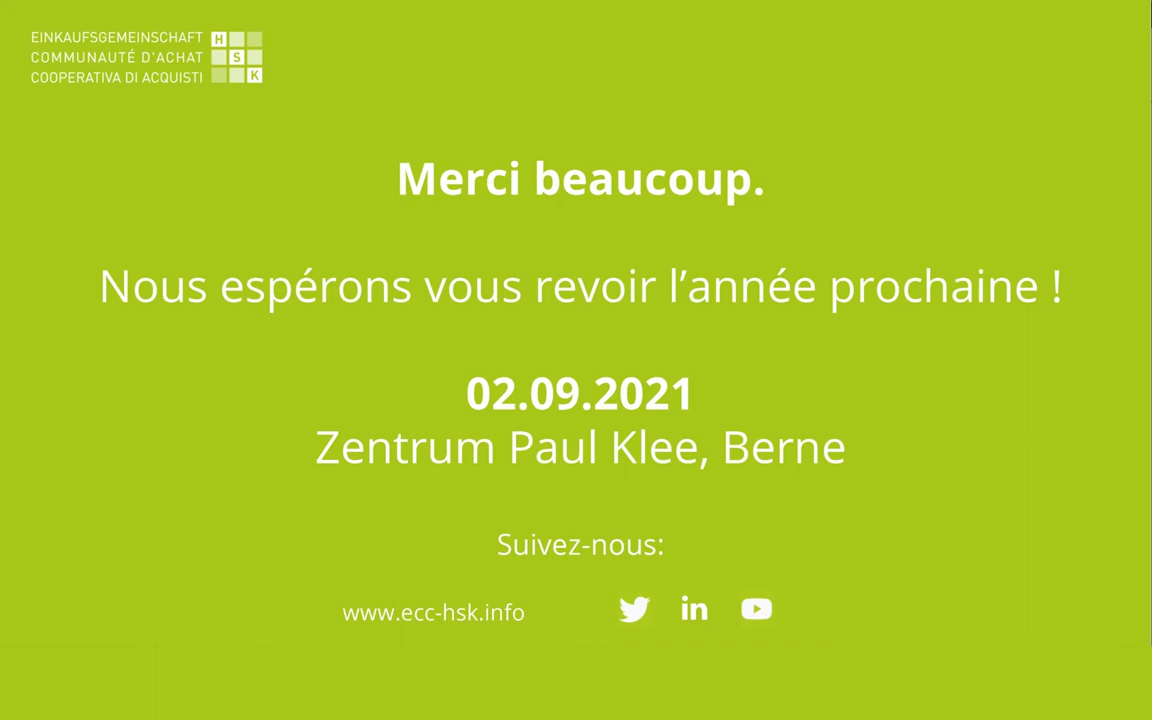 EINKAUFSGEMEINSCHAFT H
COMMUNAUTÉ D'ACHAT S
COOPERATIVA DI ACQUISTI K
Merci beaucoup.
Nous espérons vous revoir l’année prochaine !
02.09.2021
Zentrum Paul Klee, Berne
Suivez-nous:
www.ecc-hsk.info in